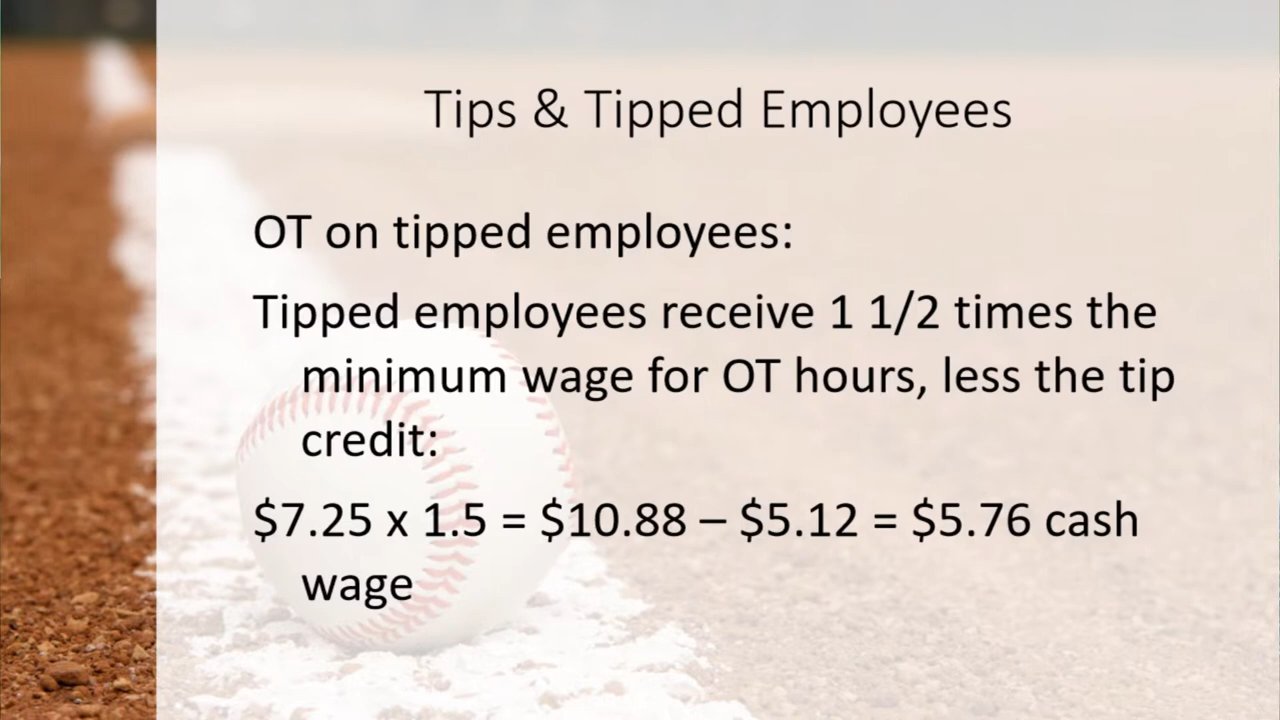 Tips & Tipped Employees
OT on tipped employees:
Tipped employees receive 1 1/2 times the
minimum wage for OT hours, less the tip
credit:
$7.25 x 1.5 = $10.88 – $5.12 = $5.76 cash
wage